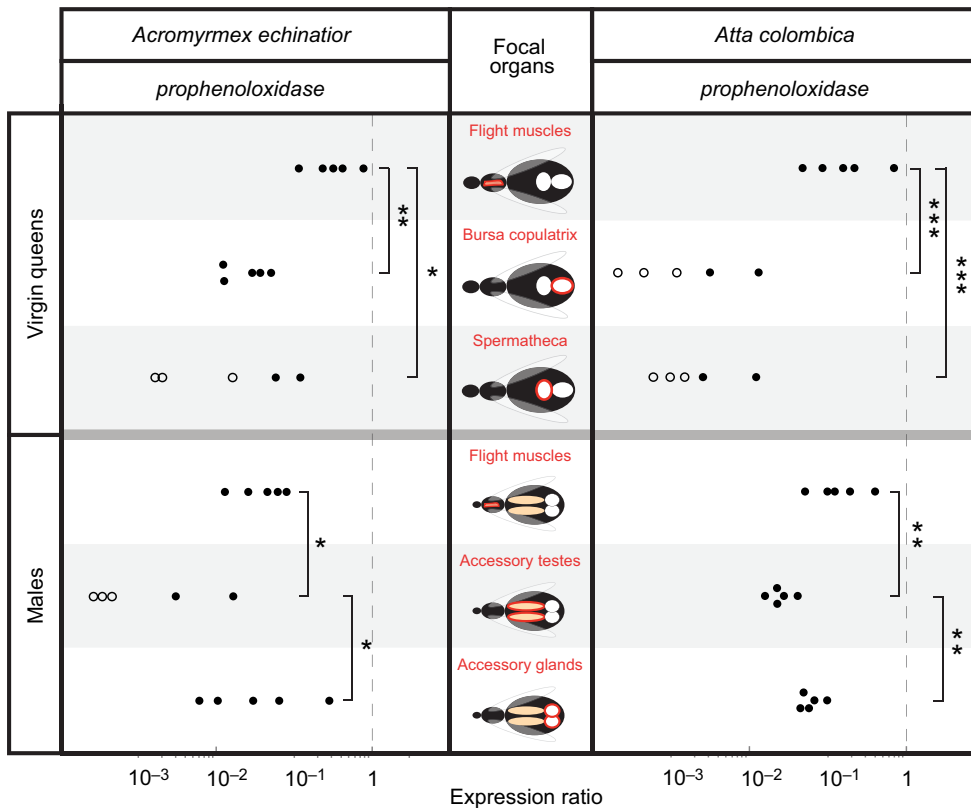 Acromyrmex echinatior
Focal
organs
Atta colombica
prophenoloxidase
prophenoloxidase
Virgin queens
Flight muscles
**
*
***
***
Bursa copulatrix
Spermatheca
Males
Flight muscles
*
*
**
**
Accessory testes
Accessory glands
10⁻³ 10⁻² 10⁻¹ 1
10⁻³ 10⁻² 10⁻¹ 1
Expression ratio